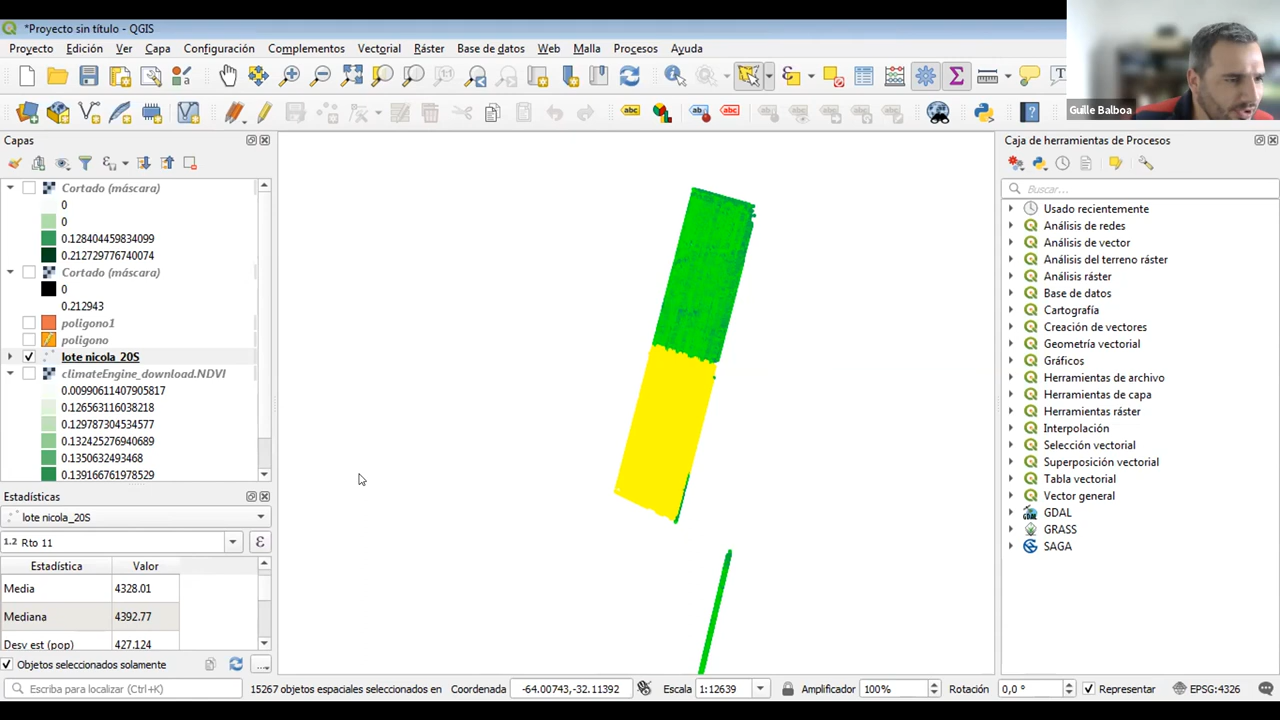 *Proyecto sin título - QGIS
Proyecto Edición Ver Capa Configuración Complementos Vectorial Ráster Base de datos Web Malla Procesos Ayuda
Guille Balboa
Capas
Cortado (máscara)
0
0
0.128404459834099
0.212729776740074
Cortado (máscara)
0
0.212943
poligono1
poligono
lote nicola_20S
climateEngine_download.NDVI
0.00990611407905817
0.126563116038218
0.129787304534577
0.132425276940689
0.1350632493468
0.139166761978529
Estadísticas
lote nicola_20S
1.2 Rto 11
Estadística Valor
Media 4328.01
Mediana 4392.77
Desv est (pop) 427.124
Objetos seleccionados solamente
Caja de herramientas de Procesos
Buscar...
Usado recientemente
Análisis de redes
Análisis de vector
Análisis del terreno ráster
Análisis ráster
Base de datos
Cartografía
Creación de vectores
Geometría vectorial
Gráficos
Herramientas de archivo
Herramientas de capa
Herramientas ráster
Interpolación
Selección vectorial
Superposición vectorial
Tabla vectorial
Vector general
GDAL
GRASS
SAGA
Escriba para localizar (Ctrl+K) 15267 objetos espaciales seleccionados en Coordenada -64.00743,-32.11392 Escala 1:12639 Amplificador 100% Rotación 0,0 ° Representar EPSG:4326